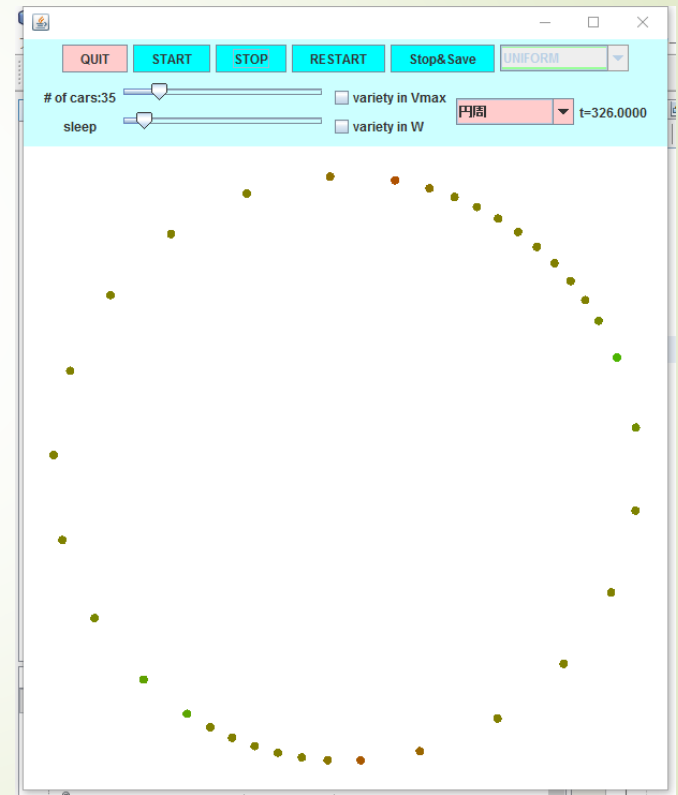 QUIT START STOP RESTART Stop&Save UNIFORM
# of cars:35 variety in Vmax 円周 t=326.0000
sleep variety in W